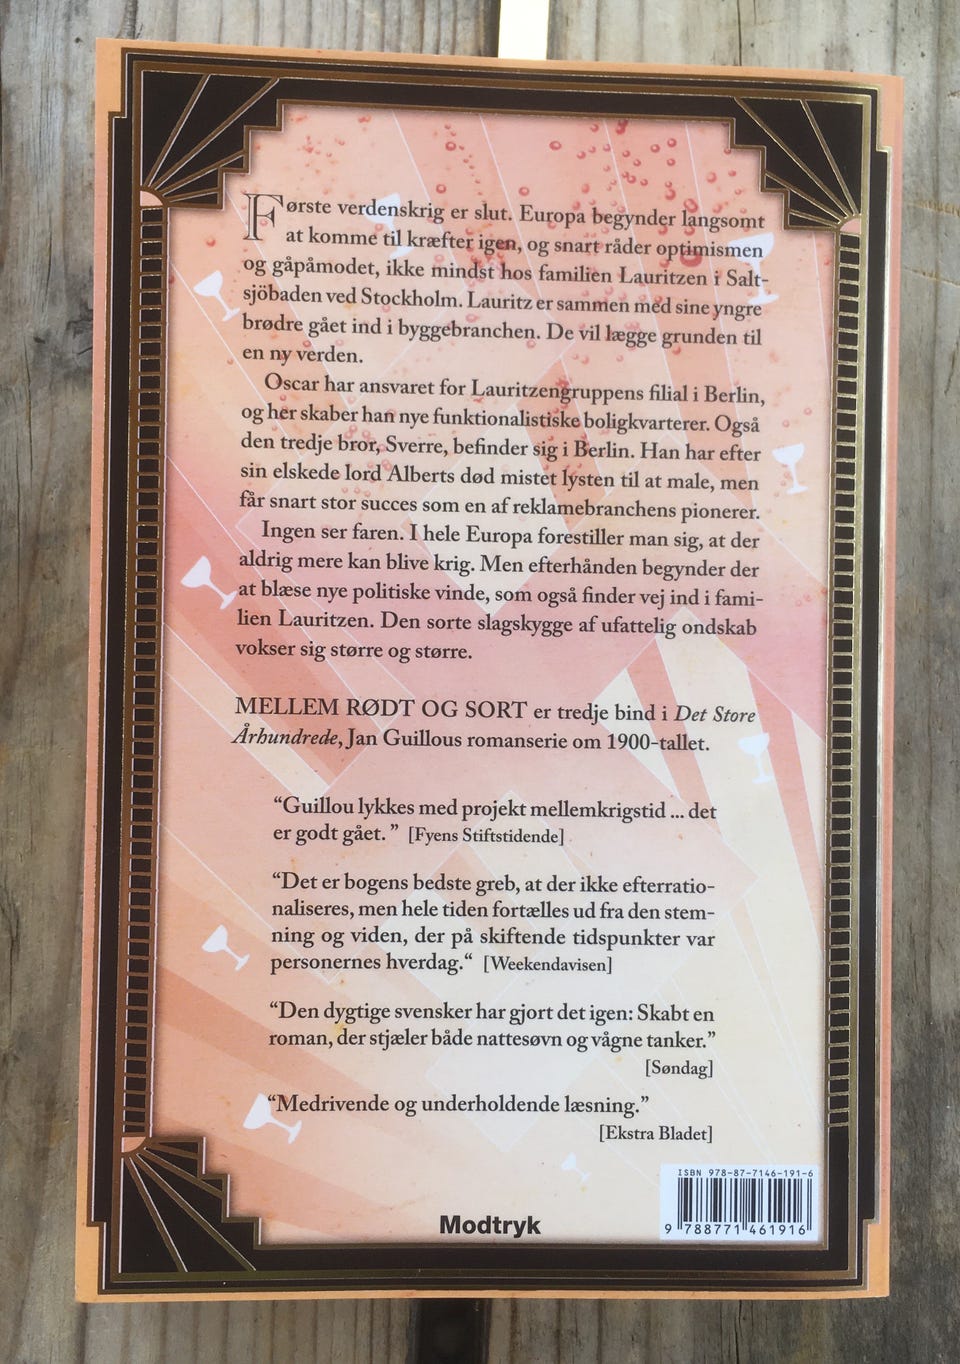 Første verdenskrig er slut. Europa begynder langsomt
at komme til kræfter igen, og snart råder optimismen
og gåpåmodet, ikke mindst hos familien Lauritzen i Salt-
sjöbaden ved Stockholm. Lauritz er sammen med sine yngre
brødre gået ind i byggebranchen. De vil lægge grunden til
en ny verden.
Oscar har ansvaret for Lauritzengruppens filial i Berlin,
og her skaber han nye funktionalistiske boligkvarterer. Også
den tredje bror, Sverre, befinder sig i Berlin. Han har efter
sin elskede lord Alberts død mistet lysten til at male, men
får snart stor succes som en af reklamebranchens pionerer.
Ingen ser faren. I hele Europa forestiller man sig, at der
aldrig mere kan blive krig. Men efterhånden begynder der
at blæse nye politiske vinde, som også finder vej ind i fami-
lien Lauritzen. Den sorte slagskygge af ufattelig ondskab
vokser sig større og større.
MELLEM RØDT OG SORT er tredje bind i Det Store
Århundrede, Jan Guillous romanserie om 1900-tallet.
“Guillou lykkes med projekt mellemkrigstid ... det
er godt gået. ” [Fyens Stiftstidende]
“Det er bogens bedste greb, at der ikke efterratio-
naliseres, men hele tiden fortælles ud fra den stem-
ning og viden, der på skiftende tidspunkter var
personernes hverdag.“ [Weekendavisen]
“Den dygtige svensker har gjort det igen: Skabt en
roman, der stjæler både nattesøvn og vågne tanker.”
[Søndag]
“Medrivende og underholdende læsning.”
[Ekstra Bladet]
ISBN 978-87-7146-191-6
9 788771 461916
Modtryk